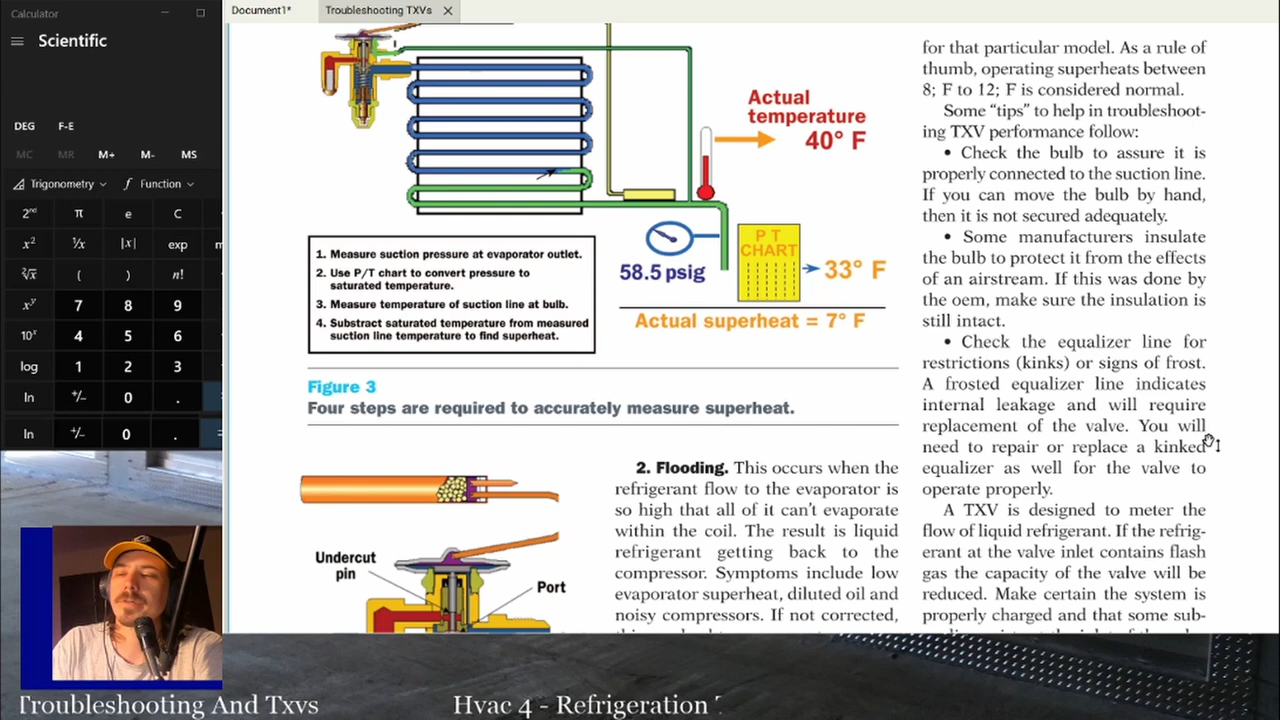 Calculator
Scientific
DEG F-E
MC MR M+ M- MS
Trigonometry Function
2nd π e C
x² ¹/x |x| exp
²√x ( ) n!
xʸ 7 8 9
10ˣ 4 5 6
log 1 2 3
ln +/- 0 .
ln +/- 0 .
Document1*
Troubleshooting TXVs
Actual
temperature
40° F
58.5 psig
P T
CHART
33° F
Actual superheat = 7° F
1. Measure suction pressure at evaporator outlet.
2. Use P/T chart to convert pressure to
saturated temperature.
3. Measure temperature of suction line at bulb.
4. Substract saturated temperature from measured
suction line temperature to find superheat.
Figure 3
Four steps are required to accurately measure superheat.
Undercut
pin
Port
2. Flooding. This occurs when the
refrigerant flow to the evaporator is
so high that all of it can't evaporate
within the coil. The result is liquid
refrigerant getting back to the
compressor. Symptoms include low
evaporator superheat, diluted oil and
noisy compressors. If not corrected,
for that particular model. As a rule of
thumb, operating superheats between
8; F to 12; F is considered normal.
Some “tips” to help in troubleshoot-
ing TXV performance follow:
• Check the bulb to assure it is
properly connected to the suction line.
If you can move the bulb by hand,
then it is not secured adequately.
• Some manufacturers insulate
the bulb to protect it from the effects
of an airstream. If this was done by
the oem, make sure the insulation is
still intact.
• Check the equalizer line for
restrictions (kinks) or signs of frost.
A frosted equalizer line indicates
internal leakage and will require
replacement of the valve. You will
need to repair or replace a kinked
equalizer as well for the valve to
operate properly.
A TXV is designed to meter the
flow of liquid refrigerant. If the refrig-
erant at the valve inlet contains flash
gas the capacity of the valve will be
reduced. Make certain the system is
properly charged and that some sub-
Troubleshooting And Txvs
Hvac 4 - Refrigeration